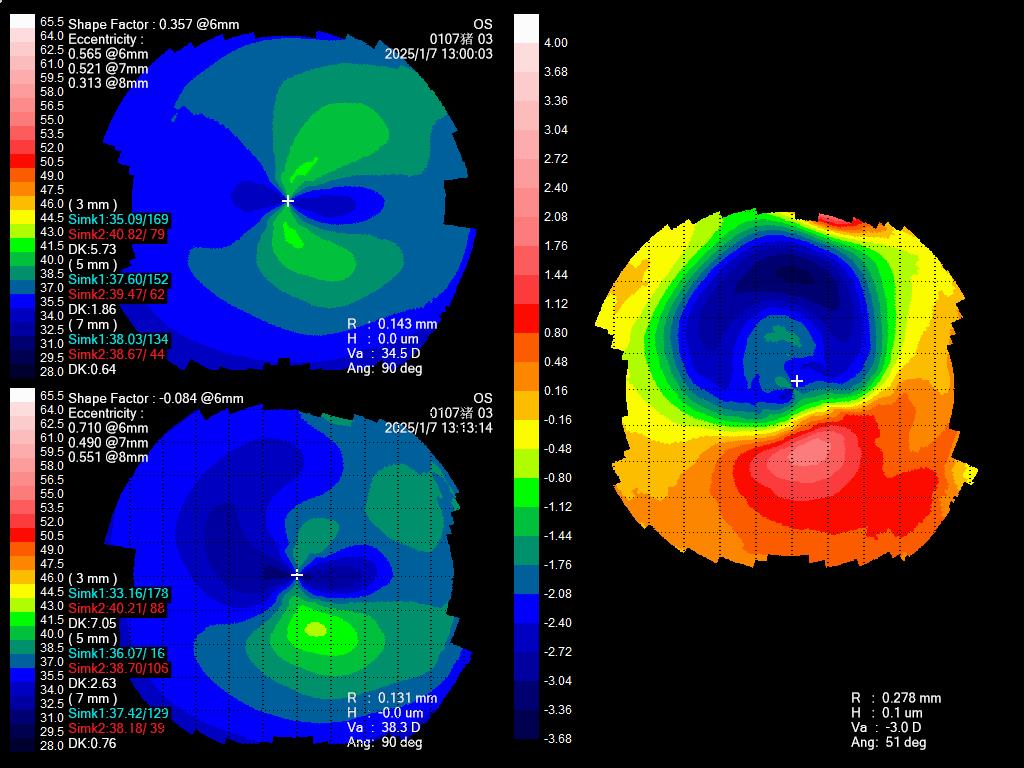 65.5
64.0
62.5
61.0
59.5
58.0
56.5
55.0
53.5
52.0
50.5
49.0
47.5
46.0
44.5
43.0
41.5
40.0
38.5
37.0
35.5
34.0
32.5
31.0
29.5
28.0
Shape Factor : 0.357 @6mm
Eccentricity :
0.565 @6mm
0.521 @7mm
0.313 @8mm
OS
0107猪 03
2025/1/7 13:00:03
( 3 mm )
Simk1:35.09/169
Simk2:40.82/ 79
DK:5.73
( 5 mm )
Simk1:37.60/152
Simk2:39.47/ 62
DK:1.86
( 7 mm )
Simk1:38.03/134
Simk2:38.67/ 44
DK:0.64
R : 0.143 mm
H : 0.0 um
Va : 34.5 D
Ang: 90 deg
65.5
64.0
62.5
61.0
59.5
58.0
56.5
55.0
53.5
52.0
50.5
49.0
47.5
46.0
44.5
43.0
41.5
40.0
38.5
37.0
35.5
34.0
32.5
31.0
29.5
28.0
Shape Factor : -0.084 @6mm
Eccentricity :
0.710 @6mm
0.490 @7mm
0.551 @8mm
OS
0107猪 03
2025/1/7 13:13:14
( 3 mm )
Simk1:33.16/178
Simk2:40.21/ 88
DK:7.05
( 5 mm )
Simk1:36.07/ 16
Simk2:38.70/106
DK:2.63
( 7 mm )
Simk1:37.42/129
Simk2:38.18/ 39
DK:0.76
R : 0.131 mm
H : -0.0 um
Va : 38.3 D
Ang: 90 deg
4.00
3.68
3.36
3.04
2.72
2.40
2.08
1.76
1.44
1.12
0.80
0.48
0.16
-0.16
-0.48
-0.80
-1.12
-1.44
-1.76
-2.08
-2.40
-2.72
-3.04
-3.36
-3.68
R : 0.278 mm
H : 0.1 um
Va : -3.0 D
Ang: 51 deg